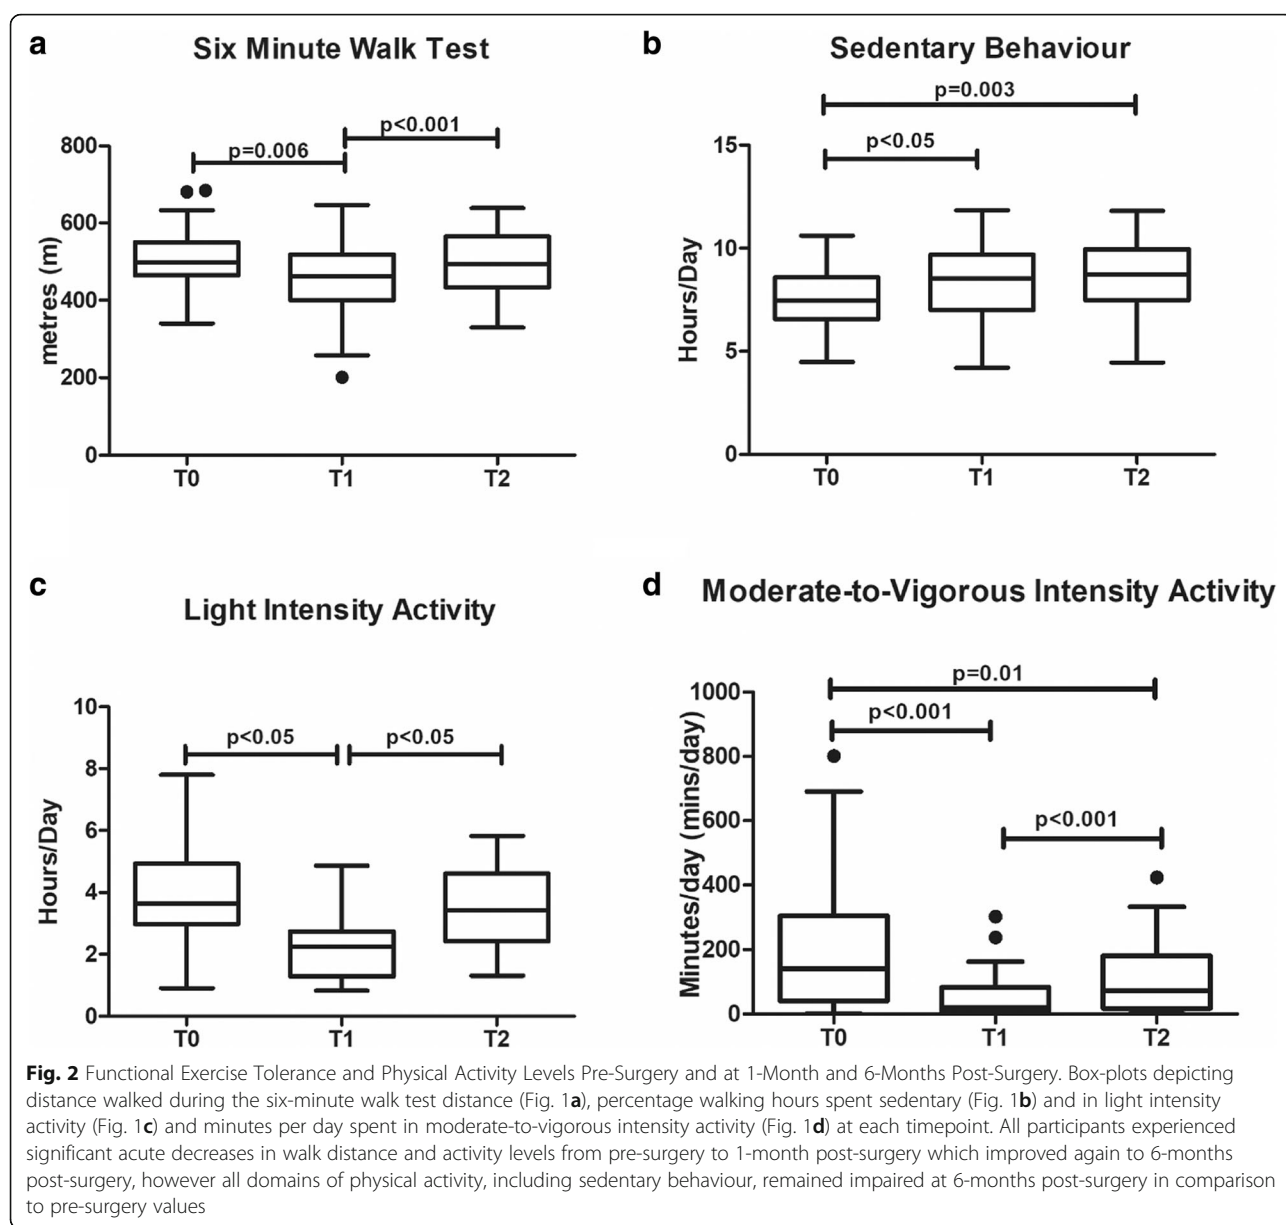 a
Six Minute Walk Test
p<0.001
p=0.006
800
600
400
200
0
metres (m)
T0 T1 T2
b
Sedentary Behaviour
p=0.003
p<0.05
15
10
5
0
Hours/Day
T0 T1 T2
c
Light Intensity Activity
p<0.05 p<0.05
10
8
6
4
2
0
Hours/Day
T0 T1 T2
d
Moderate-to-Vigorous Intensity Activity
p=0.01
p<0.001
p<0.001
1000
800
600
400
200
0
Minutes/day (mins/day)
T0 T1 T2
Fig. 2 Functional Exercise Tolerance and Physical Activity Levels Pre-Surgery and at 1-Month and 6-Months Post-Surgery. Box-plots depicting
distance walked during the six-minute walk test distance (Fig. 1a), percentage walking hours spent sedentary (Fig. 1b) and in light intensity
activity (Fig. 1c) and minutes per day spent in moderate-to-vigorous intensity activity (Fig. 1d) at each timepoint. All participants experienced
significant acute decreases in walk distance and activity levels from pre-surgery to 1-month post-surgery which improved again to 6-months
post-surgery, however all domains of physical activity, including sedentary behaviour, remained impaired at 6-months post-surgery in comparison
to pre-surgery values